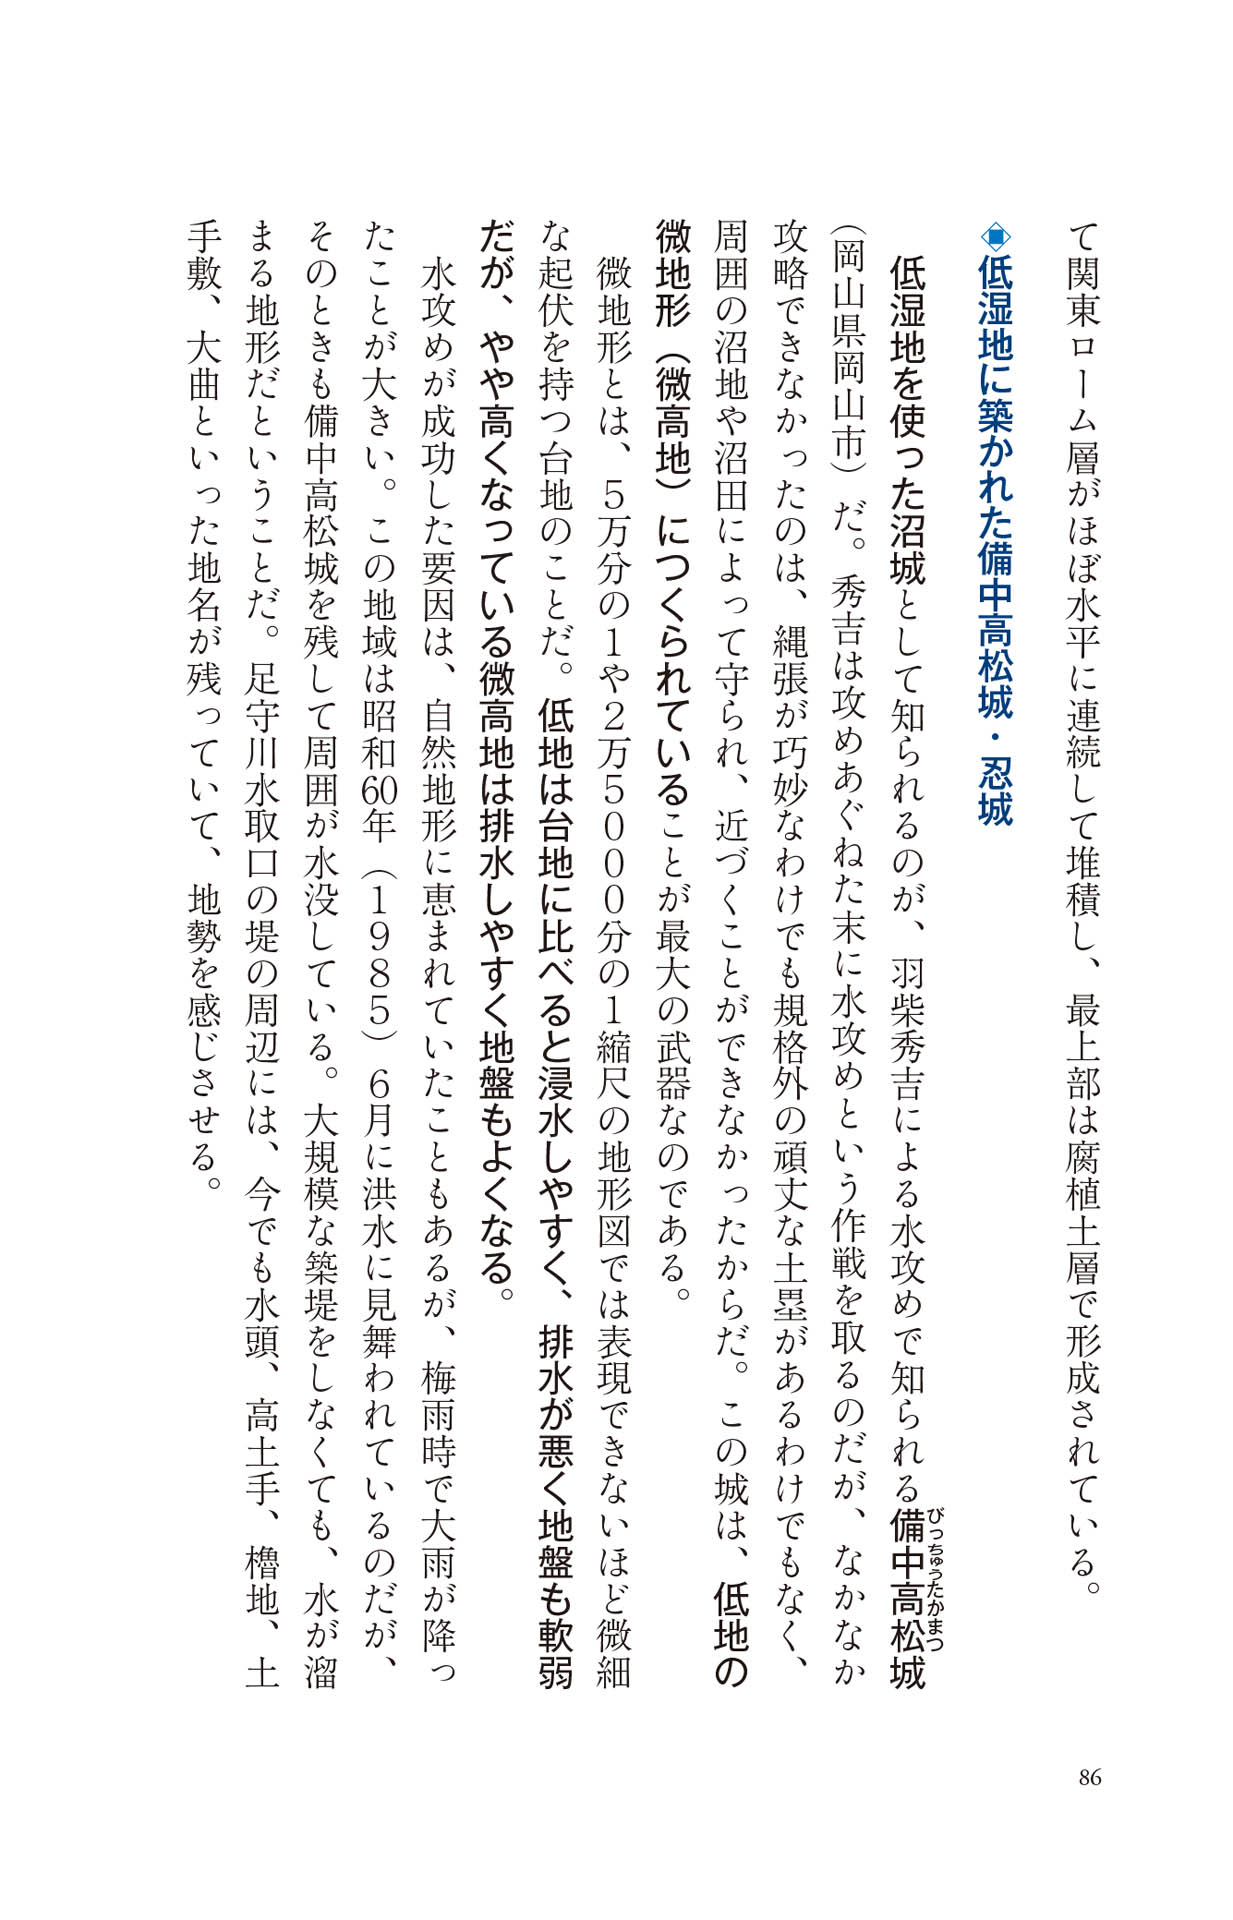 て関東ローム層がほぼ水平に連続して堆積し、最上部は腐植土層で形成されている。
◈低湿地に築かれた備中高松城・忍城
低湿地を使った沼城として知られるのが、羽柴秀吉による水攻めで知られる備中高松城
びっちゅうたかまつ
（岡山県岡山市）だ。秀吉は攻めあぐねた末に水攻めという作戦を取るのだが、なかなか
攻略できなかったのは、縄張が巧妙なわけでも規格外の頑丈な土塁があるわけでもなく、
周囲の沼地や沼田によって守られ、近づくことができなかったからだ。この城は、低地の
微地形（微高地）につくられていることが最大の武器なのである。
微地形とは、５万分の１や２万５０００分の１縮尺の地形図では表現できないほど微細
な起伏を持つ台地のことだ。低地は台地に比べると浸水しやすく、排水が悪く地盤も軟弱
だが、やや高くなっている微高地は排水しやすく地盤もよくなる。
水攻めが成功した要因は、自然地形に恵まれていたこともあるが、梅雨時で大雨が降っ
たことが大きい。この地域は昭和60年（１９８５）６月に洪水に見舞われているのだが、
そのときも備中高松城を残して周囲が水没している。大規模な築堤をしなくても、水が溜
まる地形だということだ。足守川水取口の堤の周辺には、今でも水頭、高土手、櫓地、土
手敷、大曲といった地名が残っていて、地勢を感じさせる。
86